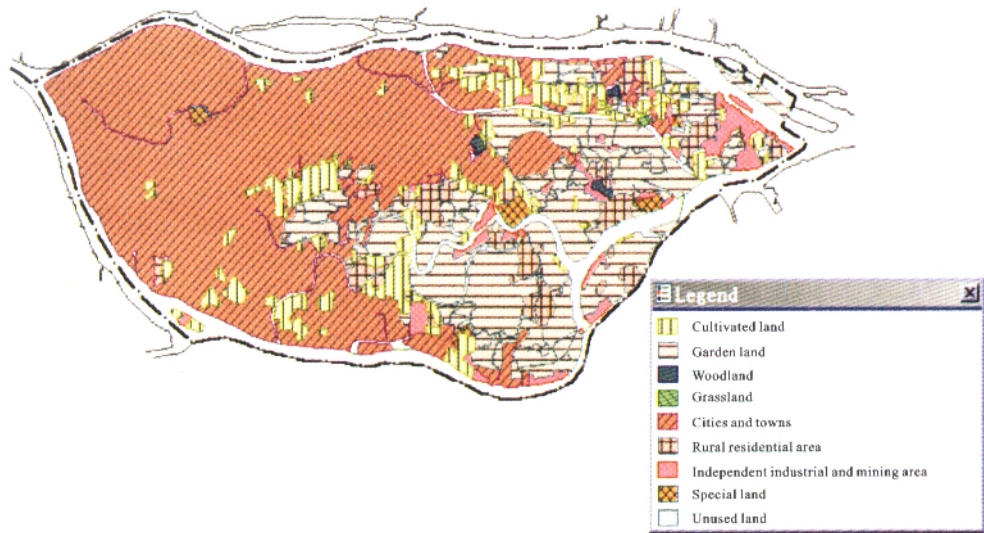 Legend
Cultivated land
Garden land
Woodland
Grassland
Cities and towns
Rural residential area
Independent industrial and mining area
Special land
Unused land